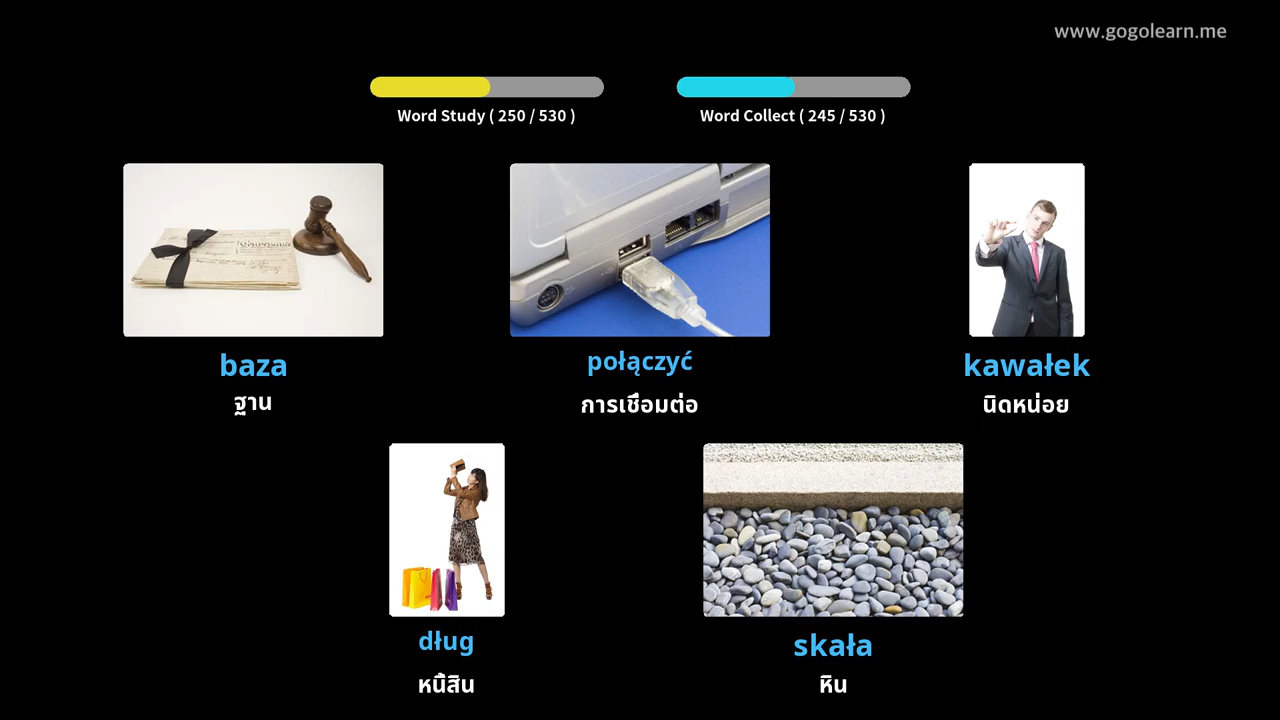 www.gogolearn.me
Word Study ( 250 / 530 )
Word Collect ( 245 / 530 )
baza
ฐาน
połączyć
การเชื่อมต่อ
kawałek
นิดหน่อย
dług
หนี้สิน
skała
หิน